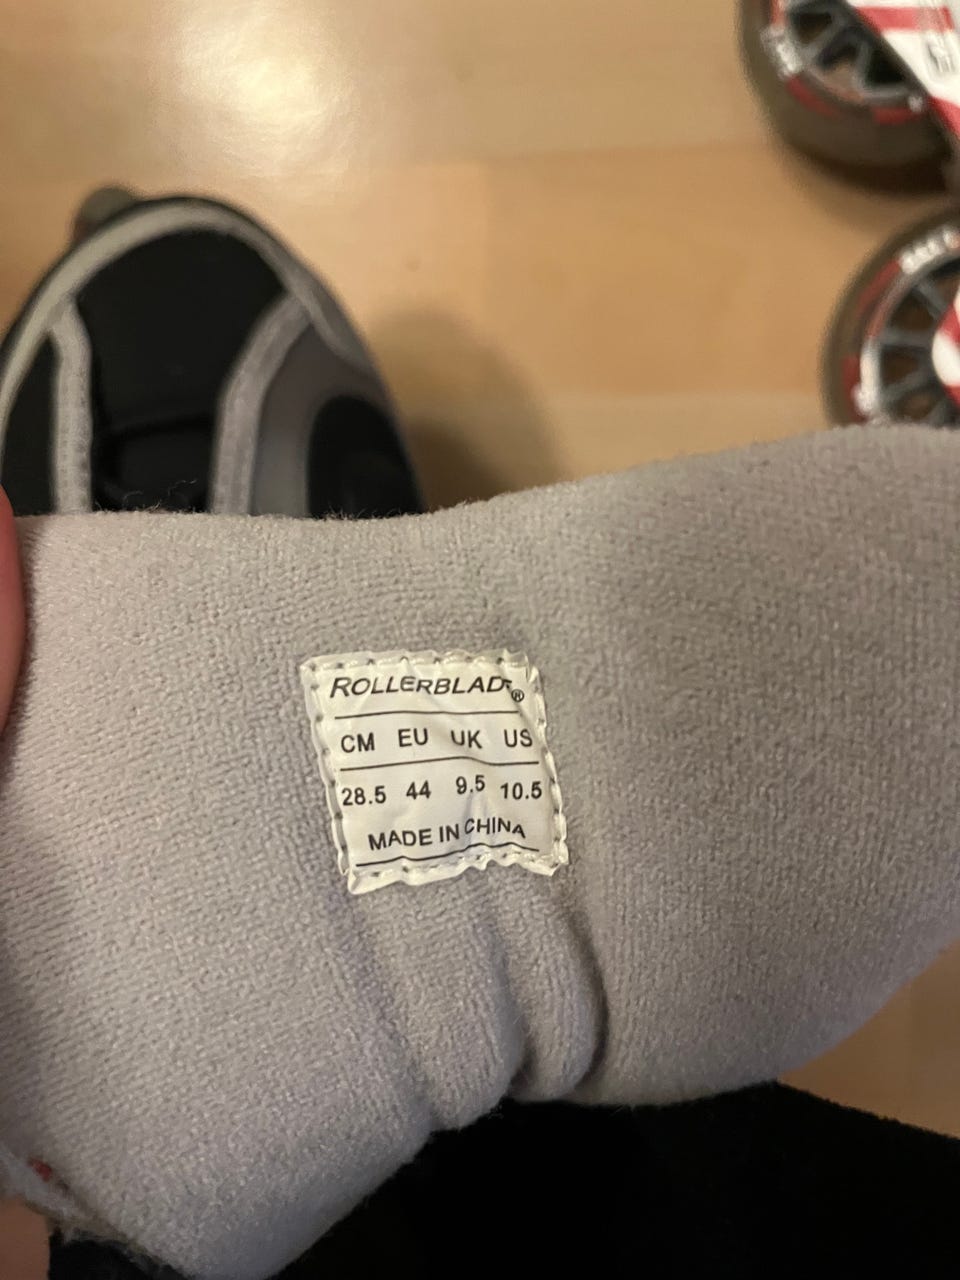 ROLLERBLADE®
CM EU UK US
28.5 44 9.5 10.5
MADE IN CHINA